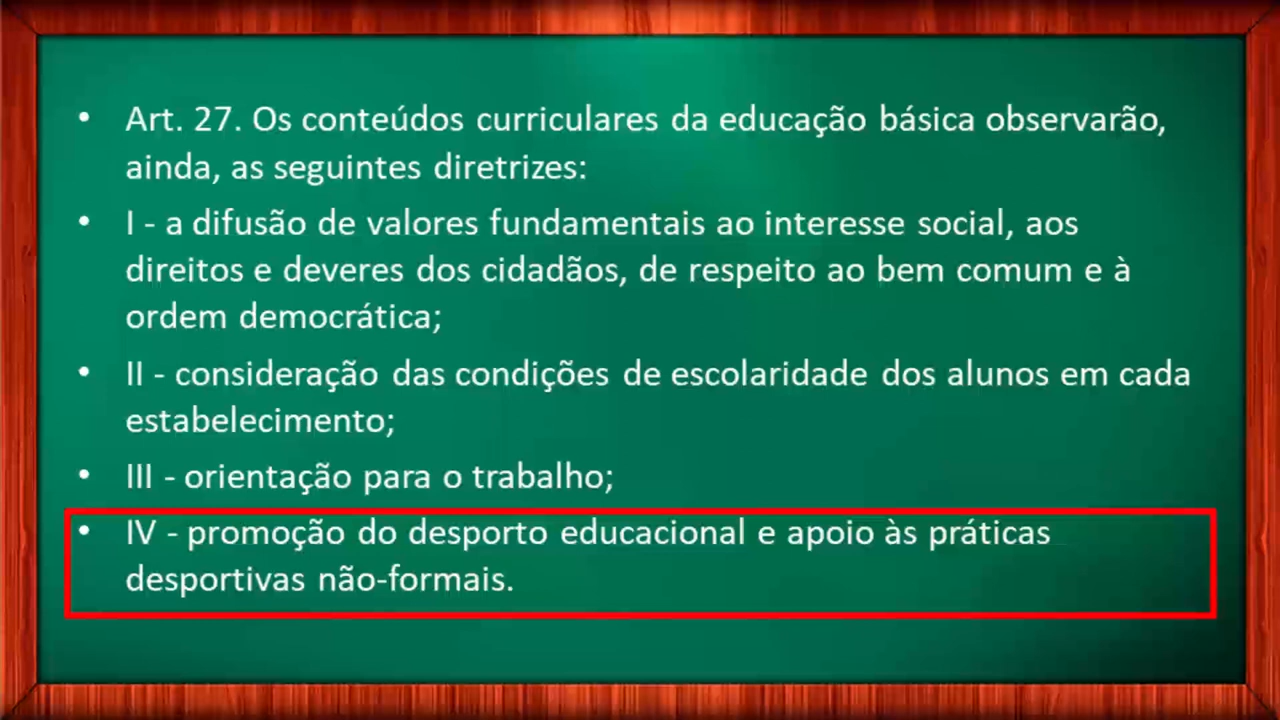 • Art. 27. Os conteúdos curriculares da educação básica observarão,
ainda, as seguintes diretrizes:
• I - a difusão de valores fundamentais ao interesse social, aos
direitos e deveres dos cidadãos, de respeito ao bem comum e à
ordem democrática;
• II - consideração das condições de escolaridade dos alunos em cada
estabelecimento;
• III - orientação para o trabalho;
• IV - promoção do desporto educacional e apoio às práticas
desportivas não-formais.